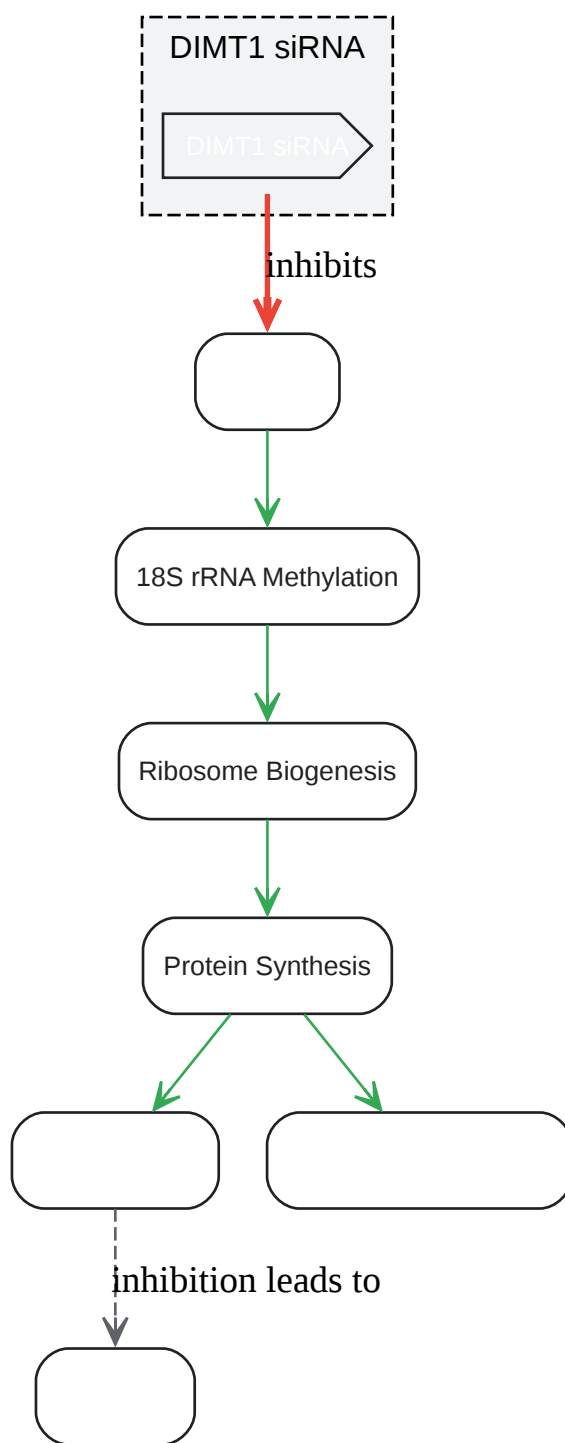 DIMT1 siRNA
DIMT1 siRNA
inhibits
18S rRNA Methylation
Ribosome Biogenesis
Protein Synthesis
inhibition leads to